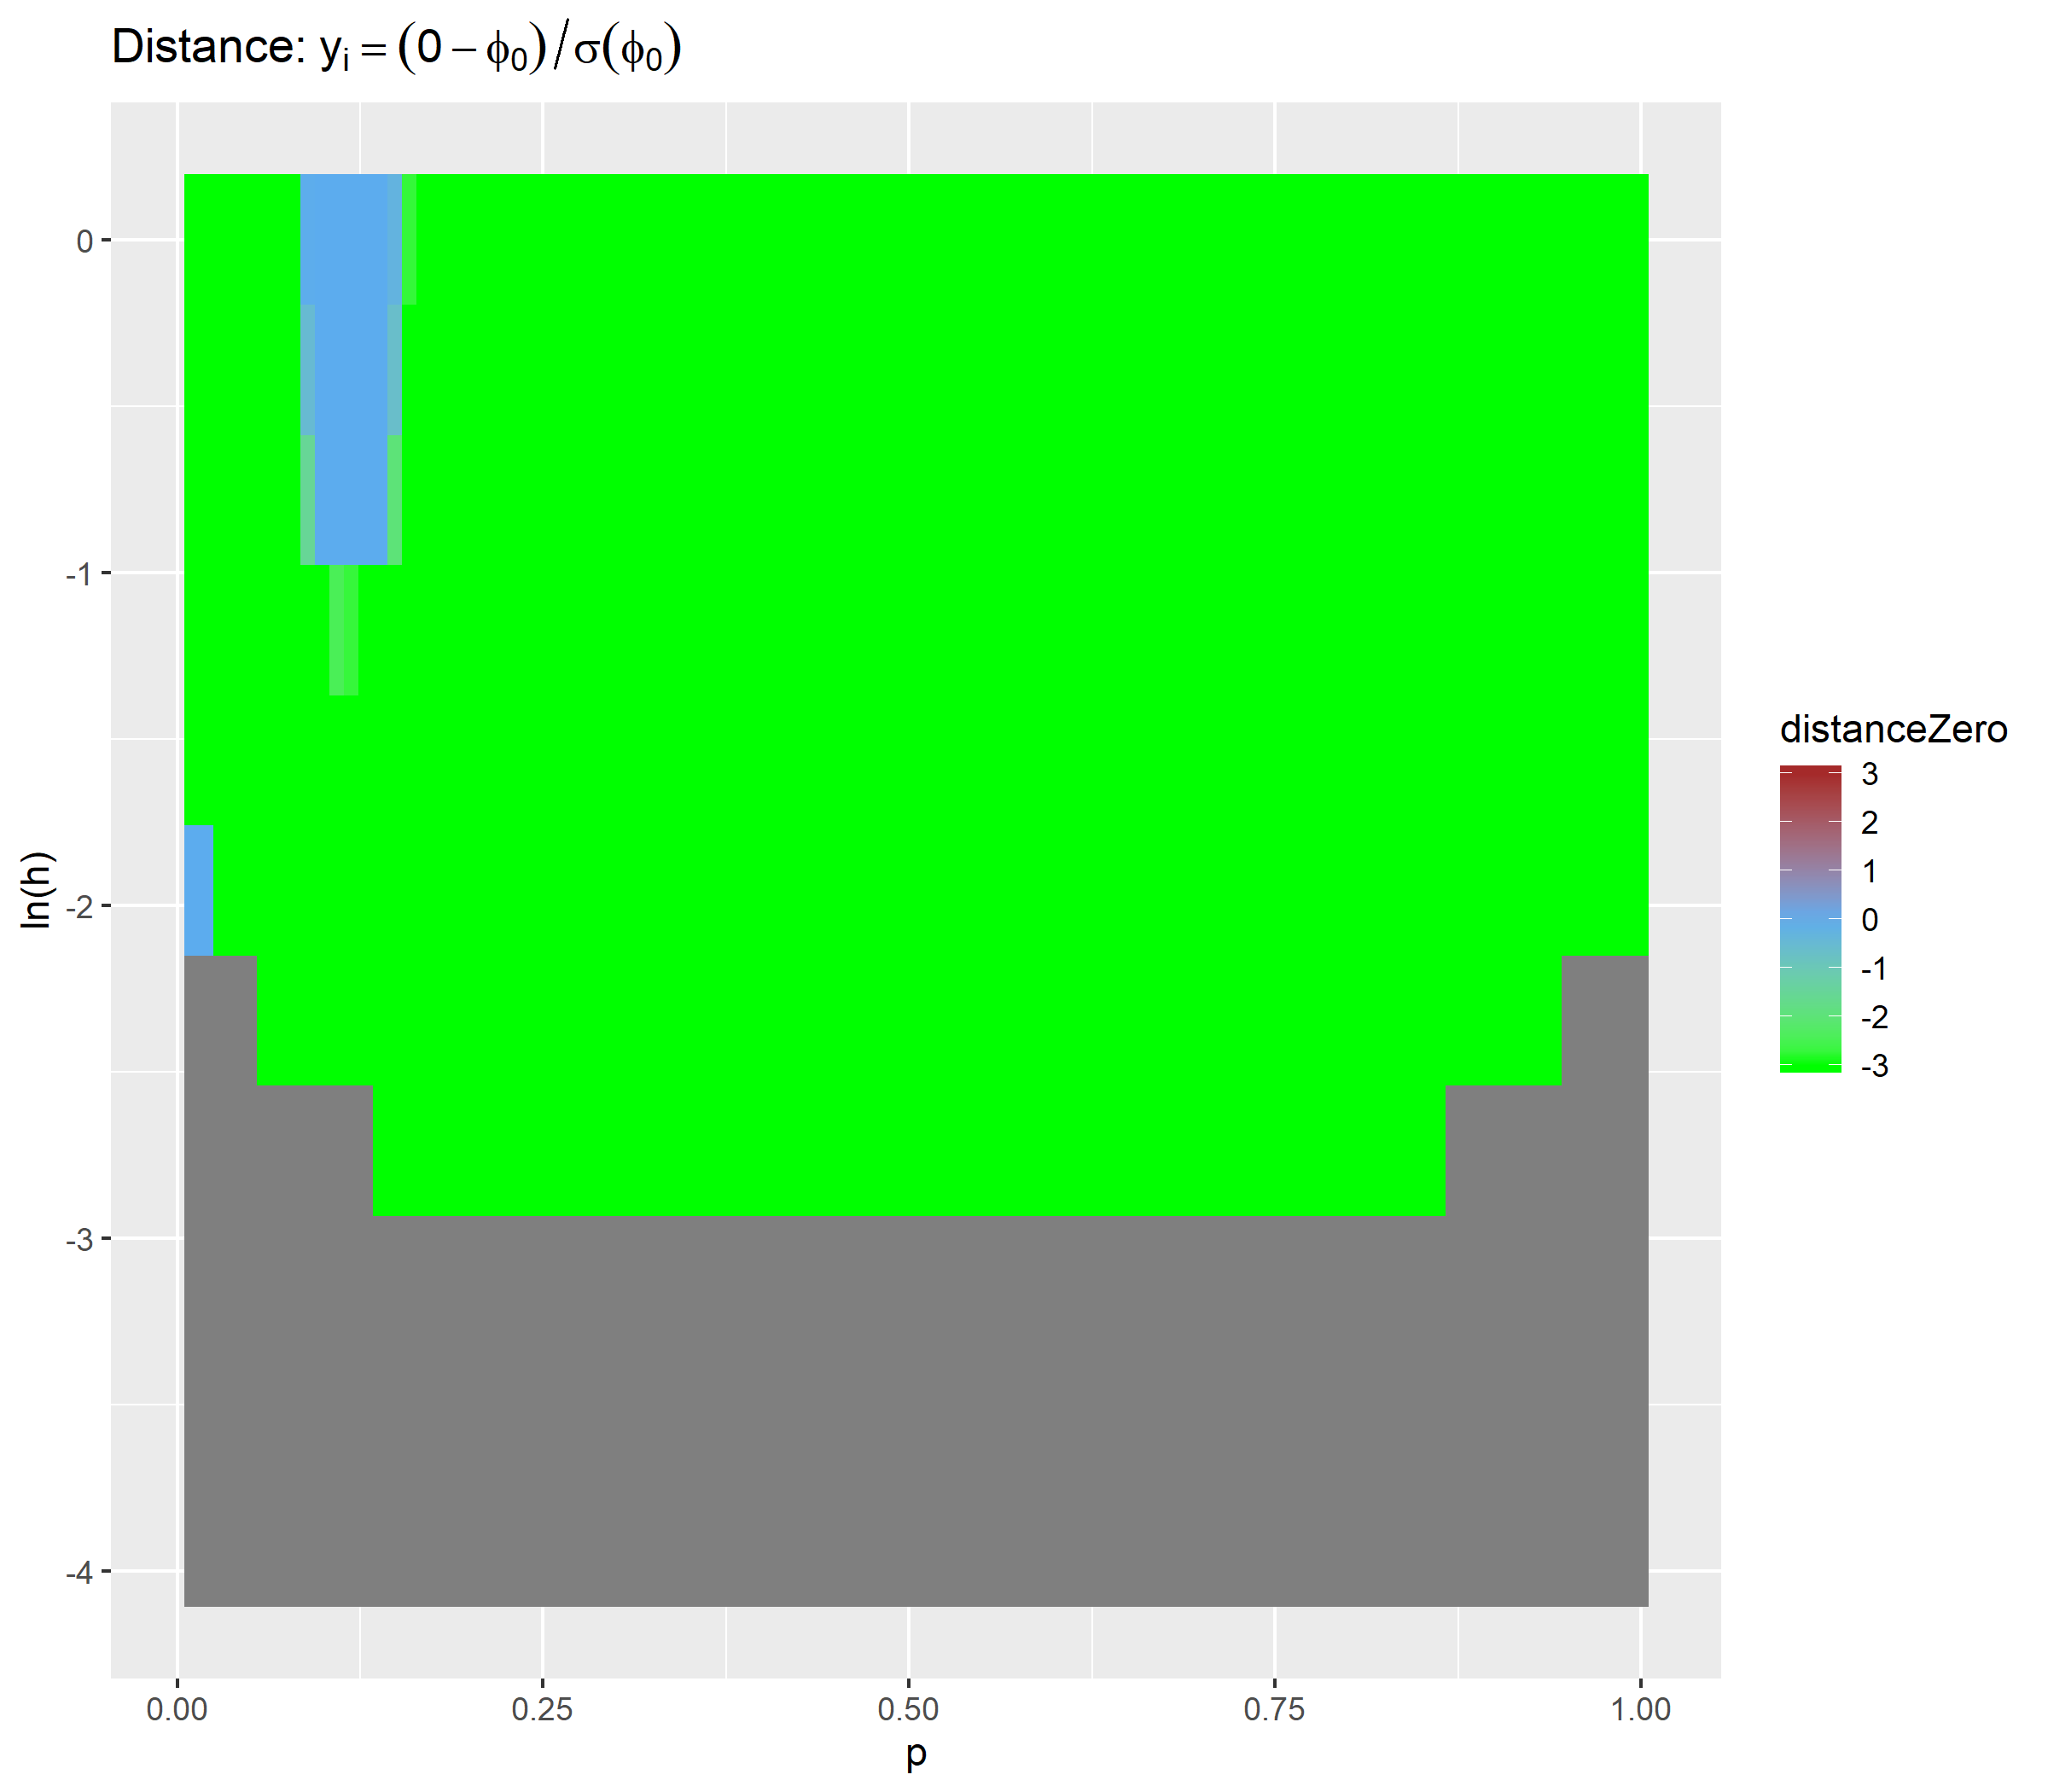 Distance: yᵢ = (0 − ϕ₀)/σ(ϕ₀)
0
-1
-2
-3
-4
ln(h)
0.00 0.25 0.50 0.75 1.00
p
distanceZero
3
2
1
0
-1
-2
-3